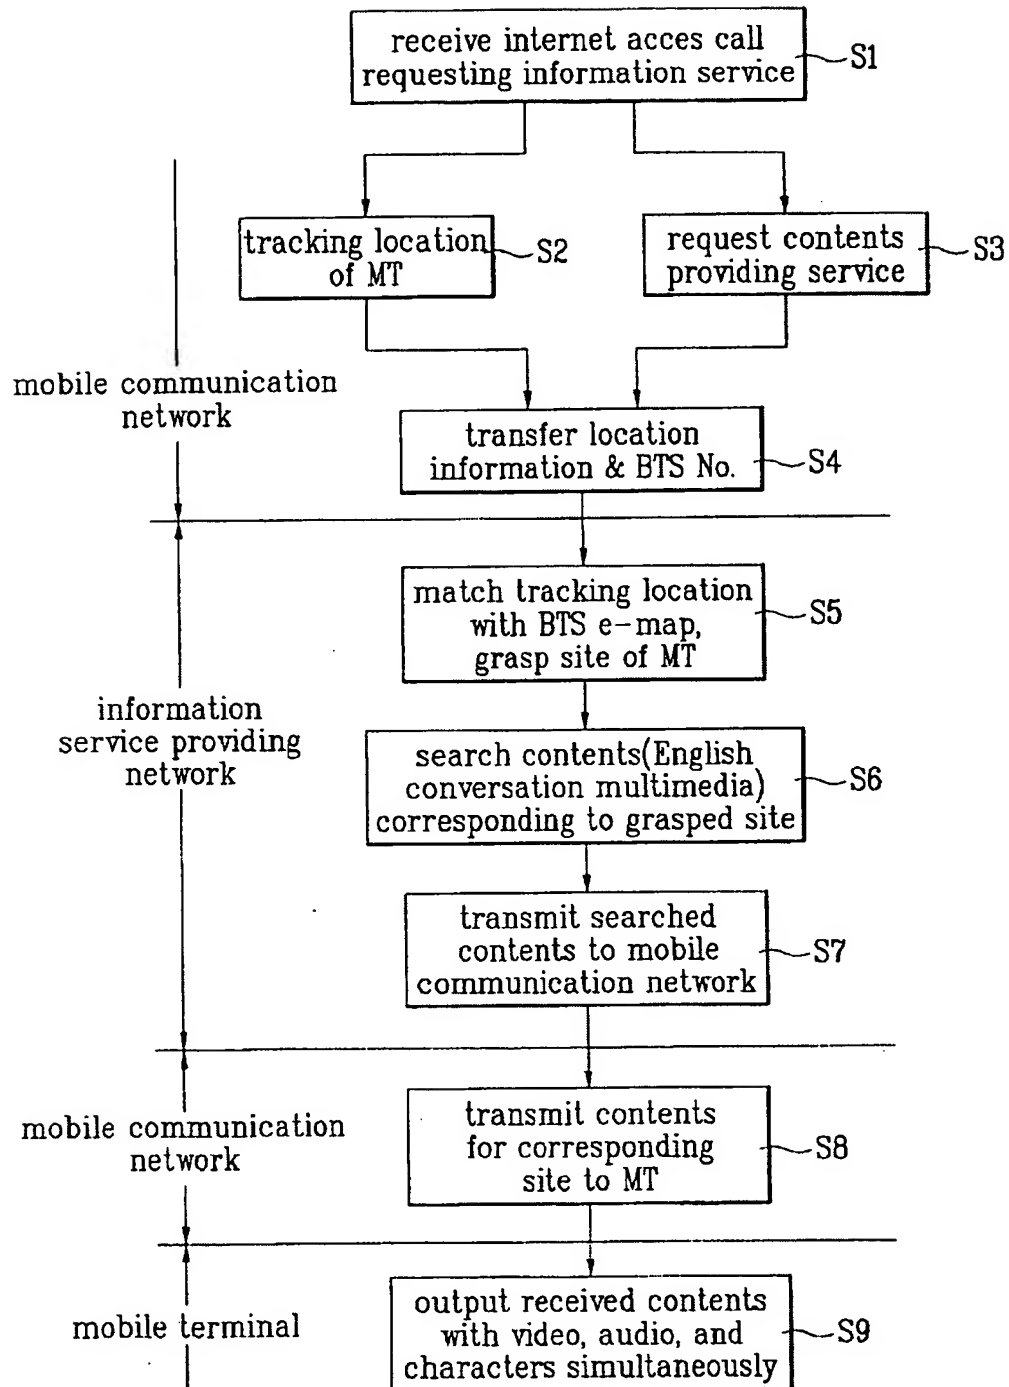 receive internet acces call
requesting information service
S1
tracking location
of MT
S2
request contents
providing service
S3
mobile communication
network
transfer location
information & BTS No.
S4
match tracking location
with BTS e-map,
grasp site of MT
S5
information
service providing
network
search contents(English
conversation multimedia)
corresponding to grasped site
S6
transmit searched
contents to mobile
communication network
S7
mobile communication
network
transmit contents
for corresponding
site to MT
S8
mobile terminal
output received contents
with video, audio, and
characters simultaneously
S9